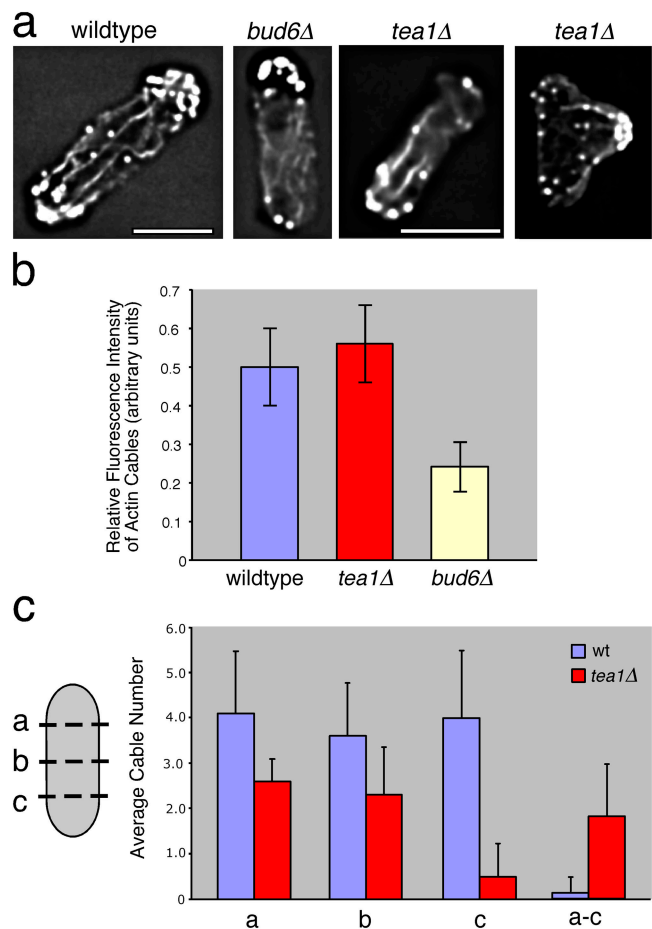 a
wildtype bud6Δ tea1Δ tea1Δ
b
Relative Fluorescence Intensity
of Actin Cables (arbitrary units)
0.7
0.6
0.5
0.4
0.3
0.2
0.1
0
wildtype tea1Δ bud6Δ
c
a
b
c
Average Cable Number
6.0
5.0
4.0
3.0
2.0
1.0
0
wt
tea1Δ
a b c a-c